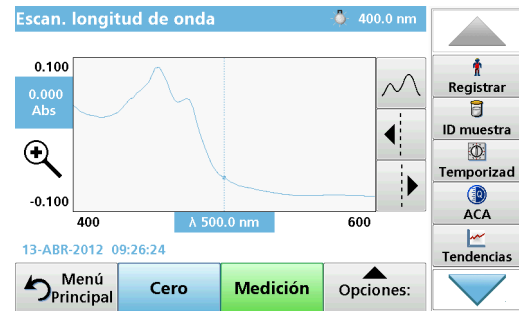 Escan. longitud de onda
400.0 nm
0.100
0.000
Abs
-0.100
400
λ 500.0 nm
600
13-ABR-2012 09:26:24
Menú
Principal
Cero
Medición
Opciones:
Registrar
ID muestra
Temporizad
ACA
Tendencias